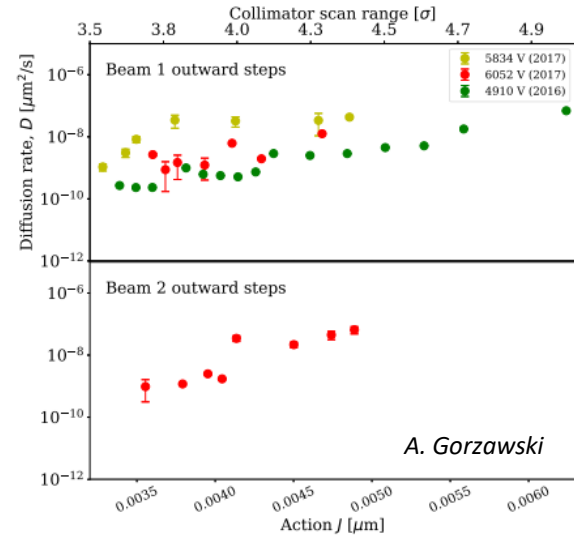 Collimator scan range [σ]
3.5 3.8 4.0 4.3 4.5 4.7 4.9
Beam 1 outward steps
5834 V (2017)
6052 V (2017)
4910 V (2016)
10⁻⁶
10⁻⁸
10⁻¹⁰
10⁻¹²
Diffusion rate, D [μm²/s]
Beam 2 outward steps
10⁻⁶
10⁻⁸
10⁻¹⁰
10⁻¹²
A. Gorzawski
0.0035 0.0040 0.0045 0.0050 0.0055 0.0060
Action J [μm]